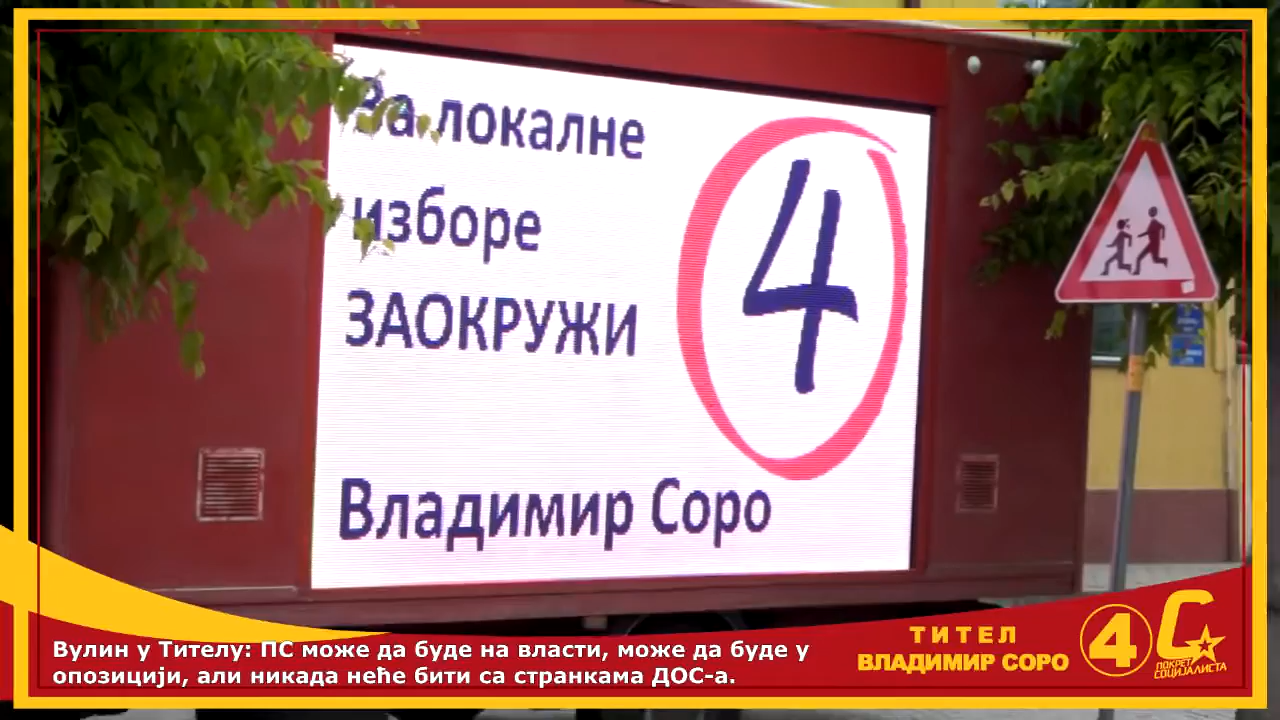 За локалне
изборе
ЗАОКРУЖИ
4
Владимир Соро
Вулин у Тителу: ПС може да буде на власти, може да буде у
опозицији, али никада неће бити са странкама ДОС-а.
ТИТЕЛ
ВЛАДИМИР СОРО
4
ПОКРЕТ
СОЦИЈАЛИСТА